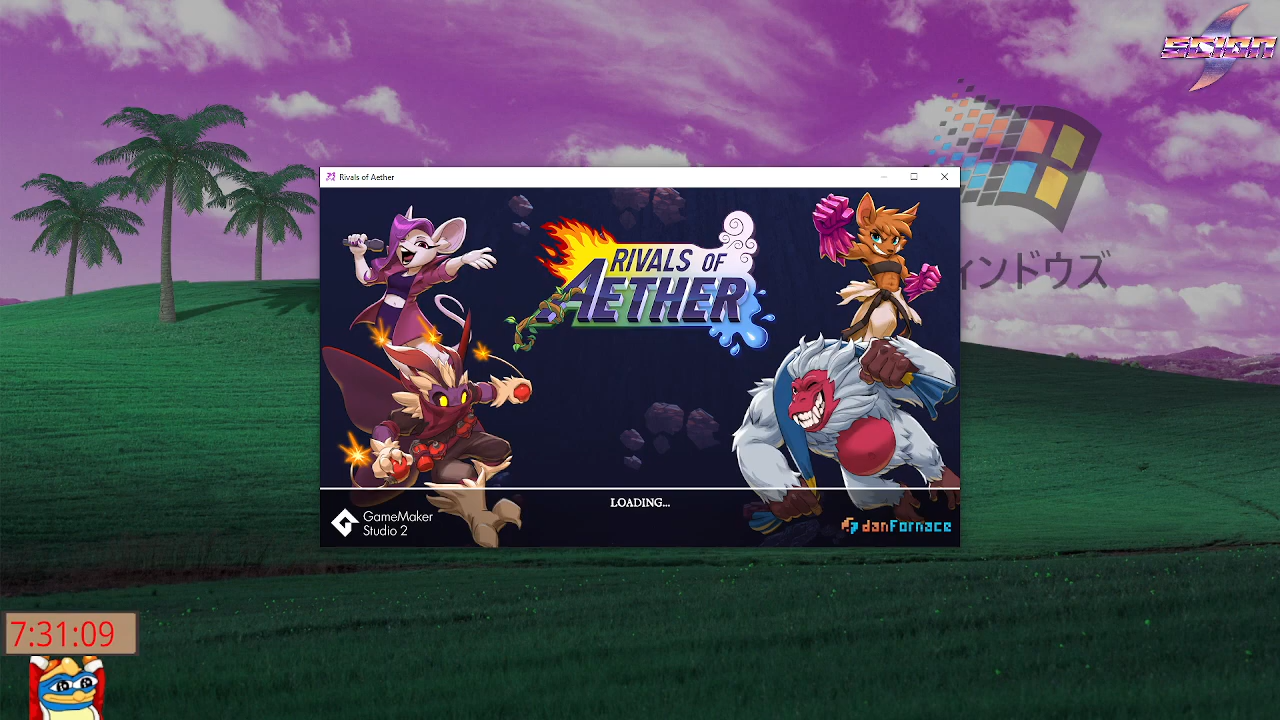 SCION
Rivals of Aether
RIVALS OF
AETHER
ィンドウズ
LOADING...
GameMaker
Studio 2
danFornace
7:31:09